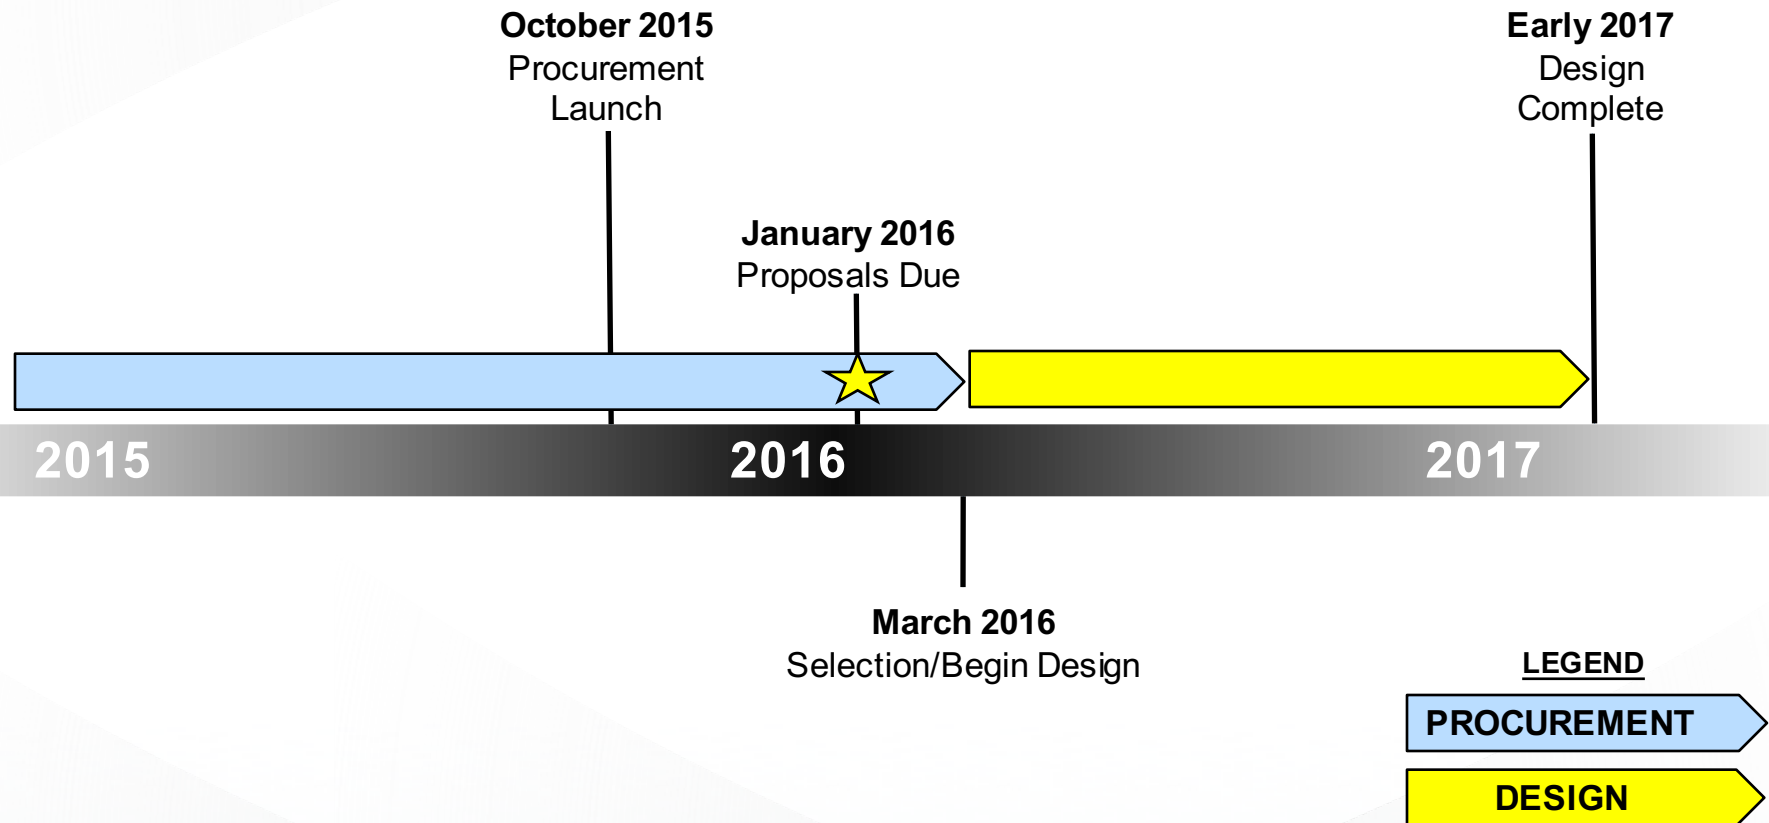 October 2015
Procurement
Launch
Early 2017
Design
Complete
January 2016
Proposals Due
2015
2016
2017
March 2016
Selection/Begin Design
LEGEND
PROCUREMENT
DESIGN